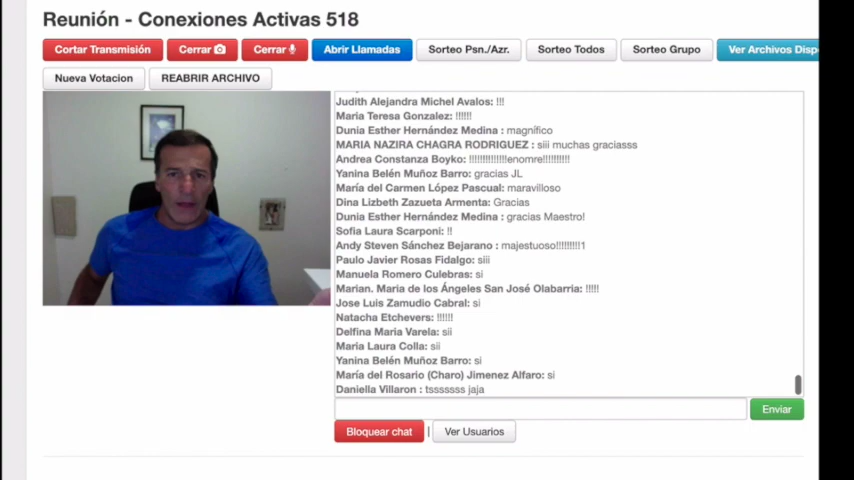 Reunión - Conexiones Activas 518
Cortar Transmisión Cerrar Cerrar Abrir Llamadas Sorteo Psn./Azr. Sorteo Todos Sorteo Grupo Ver Archivos Disp
Nueva Votacion REABRIR ARCHIVO
Judith Alejandra Michel Avalos: !!!
Maria Teresa Gonzalez: !!!!!!
Dunia Esther Hernández Medina : magnífico
MARIA NAZIRA CHAGRA RODRIGUEZ : siii muchas graciasss
Andrea Constanza Boyko: !!!!!!!!!!!!!!enomre!!!!!!!!!!
Yanina Belén Muñoz Barro: gracias JL
María del Carmen López Pascual: maravilloso
Dina Lizbeth Zazueta Armenta: Gracias
Dunia Esther Hernández Medina : gracias Maestro!
Sofia Laura Scarponi: !!
Andy Steven Sánchez Bejarano : majestuoso!!!!!!!!!1
Paulo Javier Rosas Fidalgo: siii
Manuela Romero Culebras: si
Marian. Maria de los Ángeles San José Olabarria: !!!!!
Jose Luis Zamudio Cabral: si
Natacha Etchevers: !!!!!!
Delfina Maria Varela: sii
María Laura Colla: sii
Yanina Belén Muñoz Barro: si
María del Rosario (Charo) Jimenez Alfaro: si
Daniella Villaron : tsssssss jaja
Enviar
Bloquear chat | Ver Usuarios